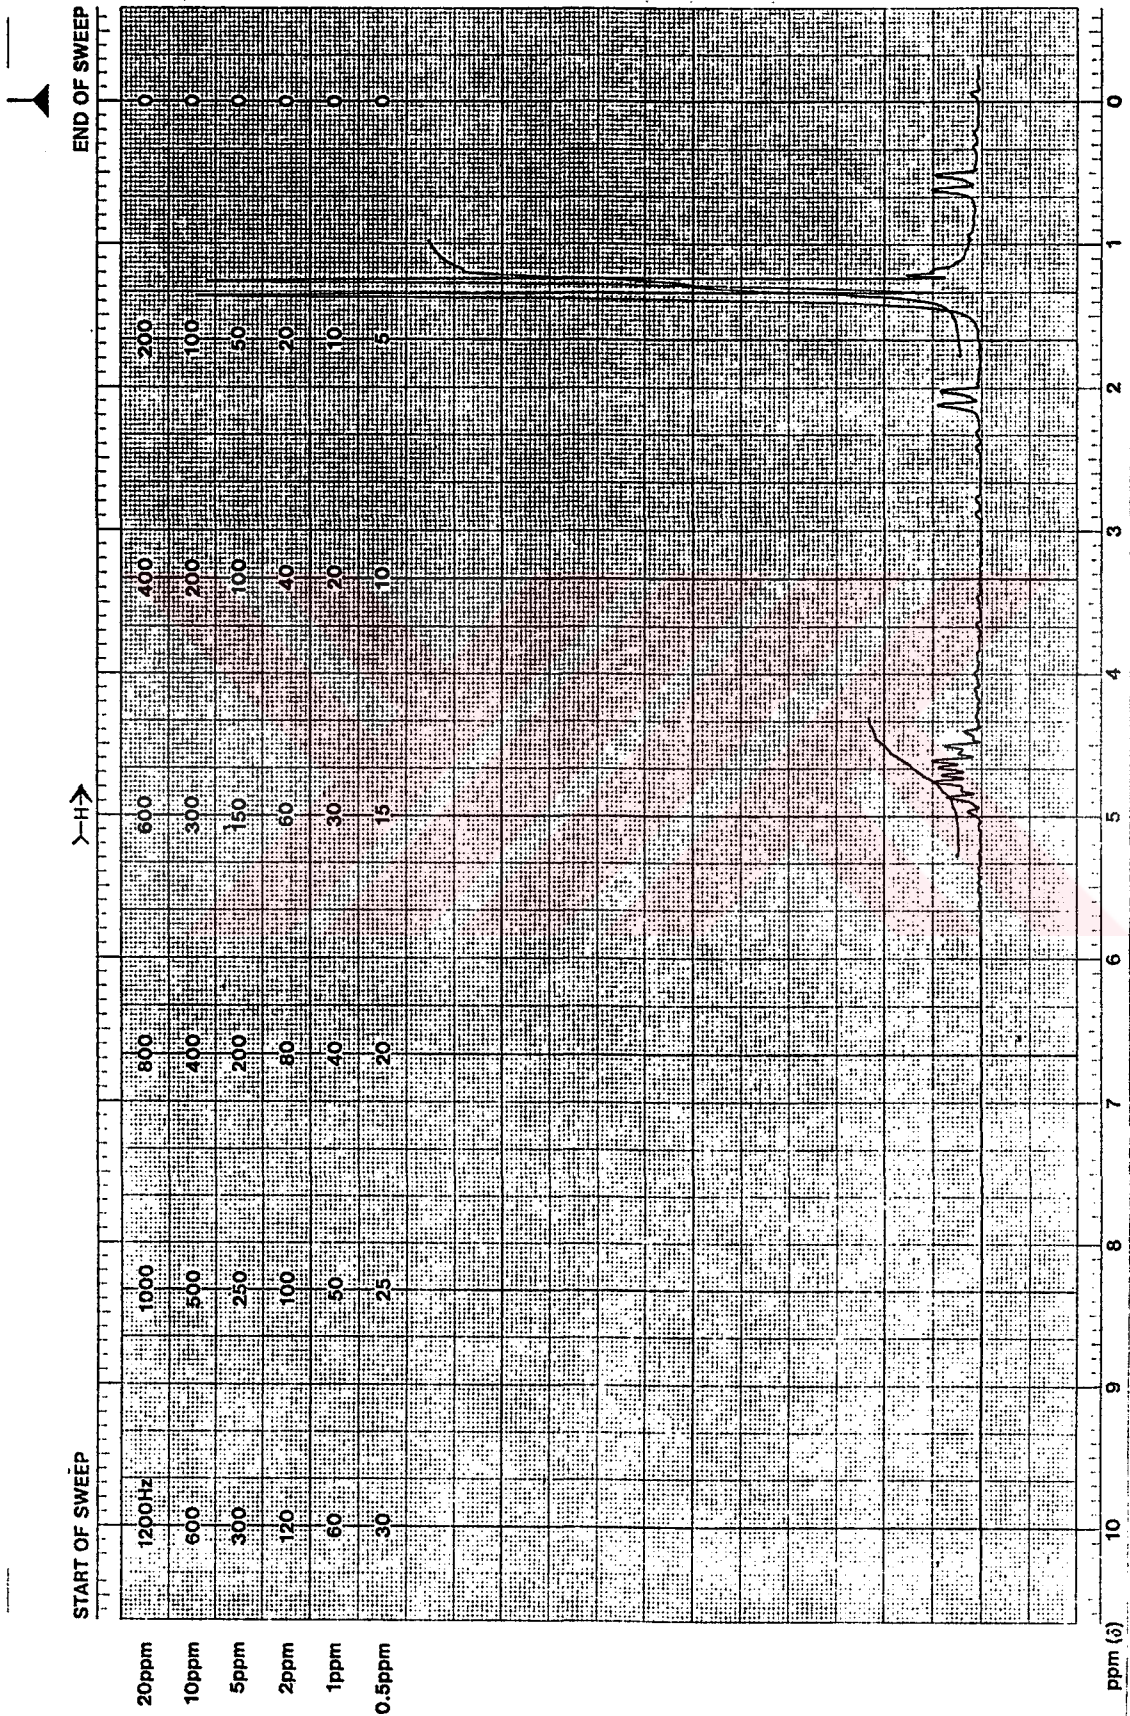 START OF SWEEP END OF SWEEP
20ppm 1200Hz 1000 800 600 400 200 0
10ppm 600 500 400 300 200 100 0
5ppm 300 250 200 150 100 50 0
2ppm 120 100 80 60 40 20 0
1ppm 60 50 40 30 20 10 0
0.5ppm 30 25 20 15 10 5 0
H
ppm (δ) 10 9 8 7 6 5 4 3 2 1 0